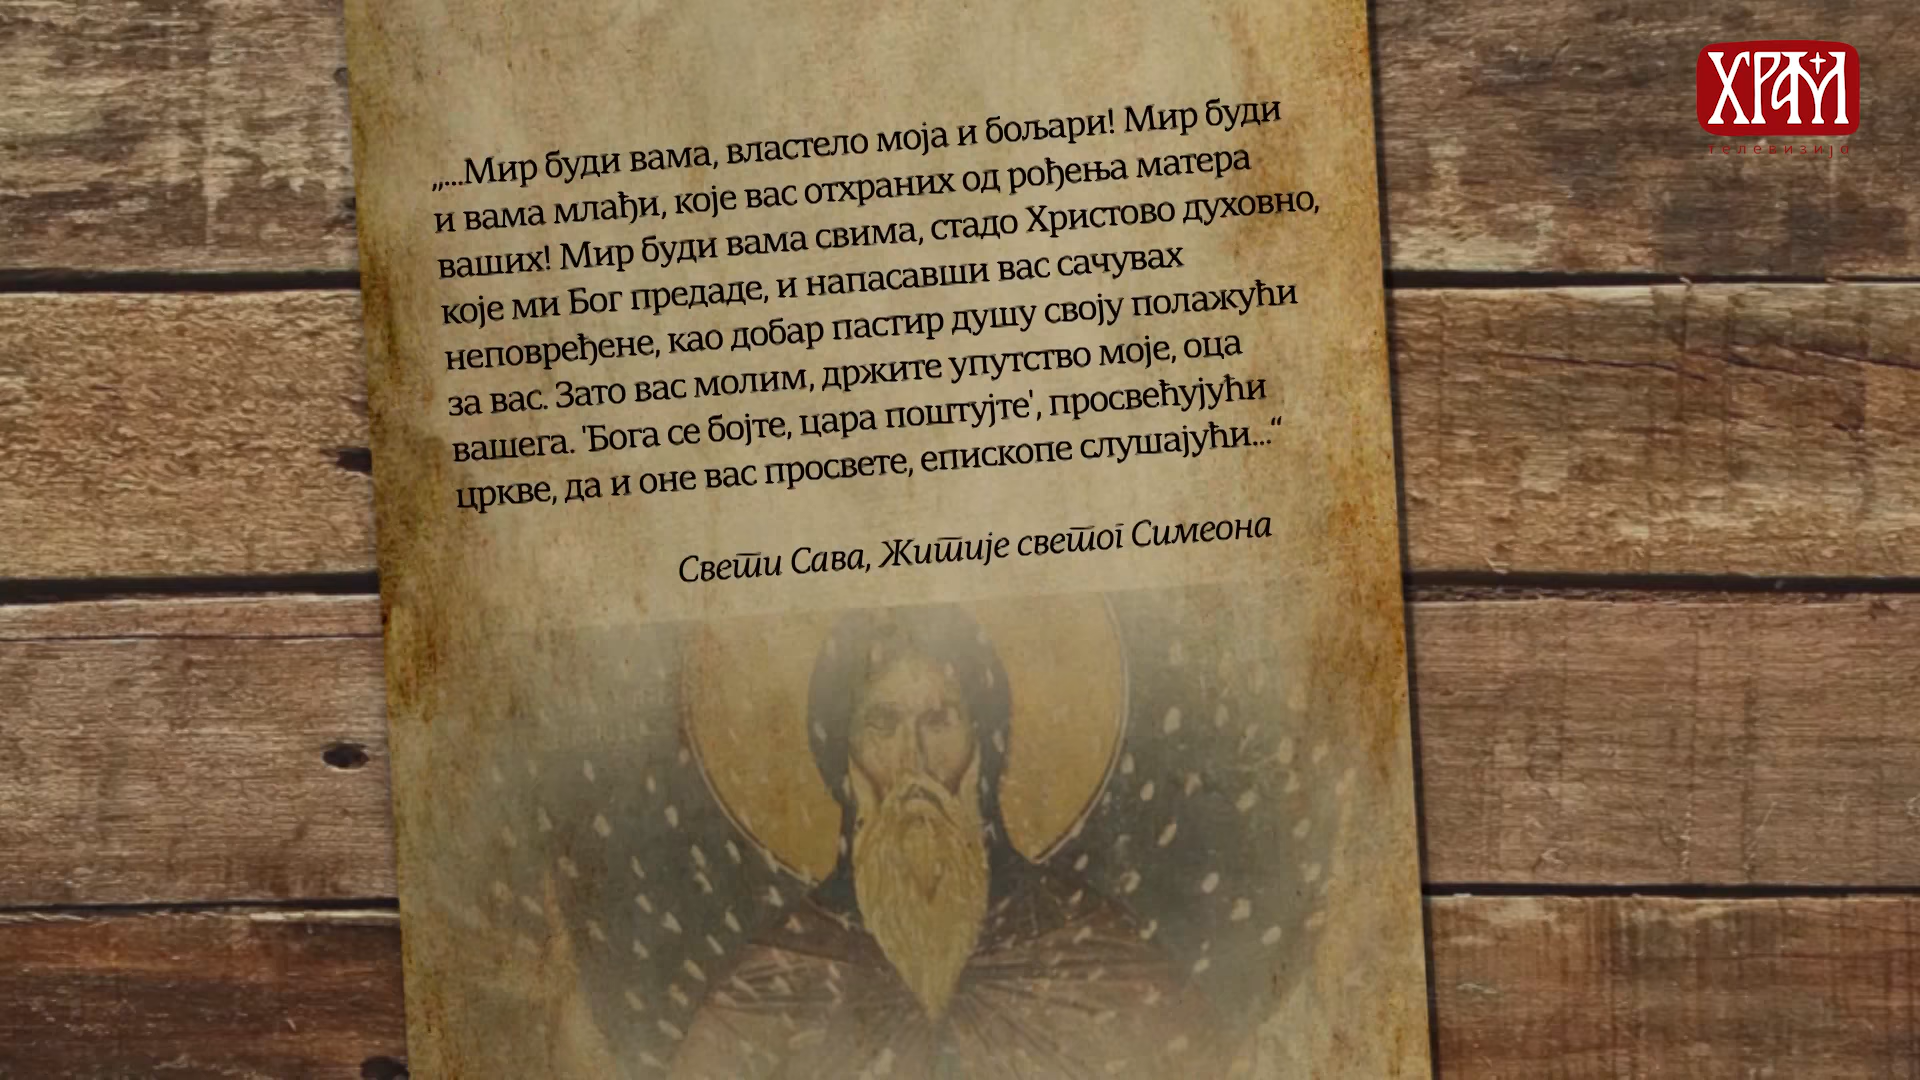 „...Мир буди вама, властело моја и бољари! Мир буди
и вама млађи, које вас отхраних од рођења матера
ваших! Мир буди вама свима, стадо Христово духовно,
које ми Бог предаде, и напасавши вас сачувах
неповређене, као добар пастир душу своју полажући
за вас. Зато вас молим, држите упутство моје, оца
вашега. 'Бога се бојте, цара поштујте', просвећујући
цркве, да и оне вас просвете, епископе слушајући...“
Свети Сава, Житије светог Симеона
ХРАМ
телевизија